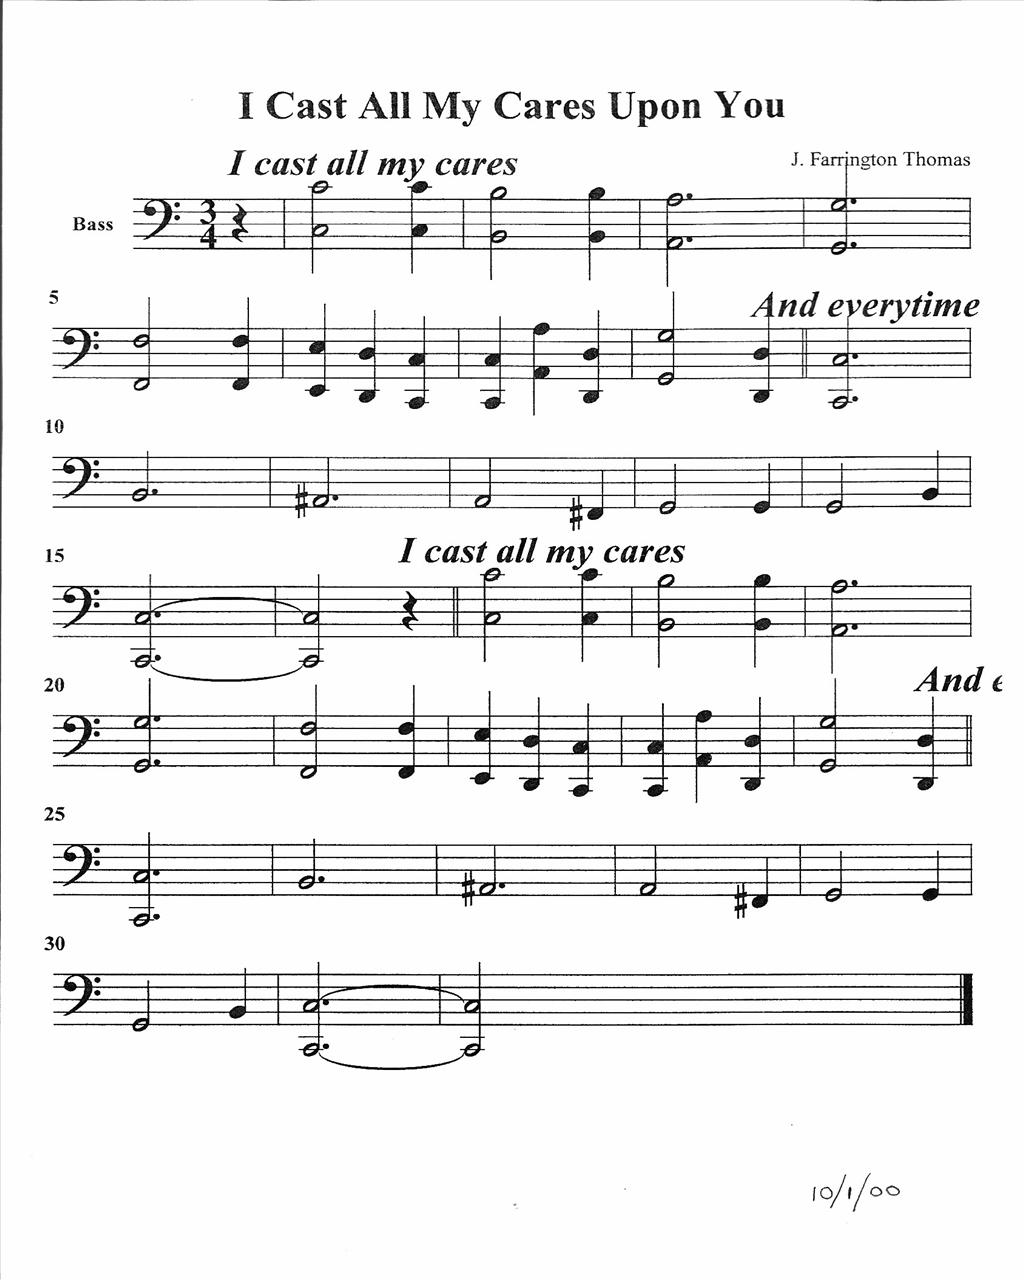 I Cast All My Cares Upon You
J. Farrington Thomas
I cast all my cares
Bass
3
4
5
And everytime
10
I cast all my cares
15
And e
20
25
30
10/1/00